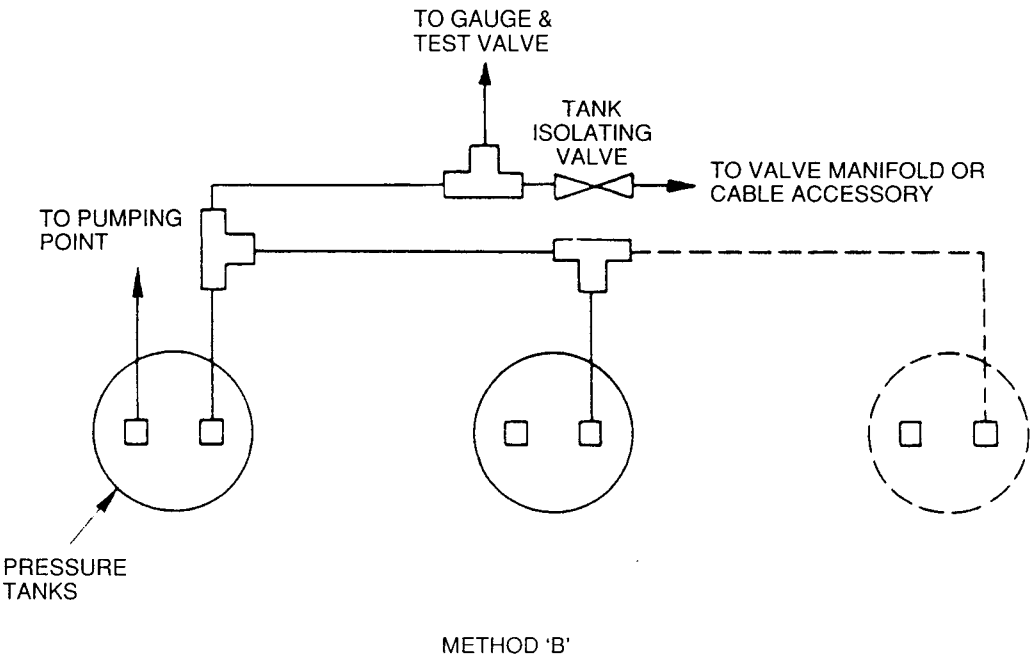 TO GAUGE &
TEST VALVE
TANK
ISOLATING
VALVE
TO VALVE MANIFOLD OR
CABLE ACCESSORY
TO PUMPING
POINT
PRESSURE
TANKS
METHOD ‘B’